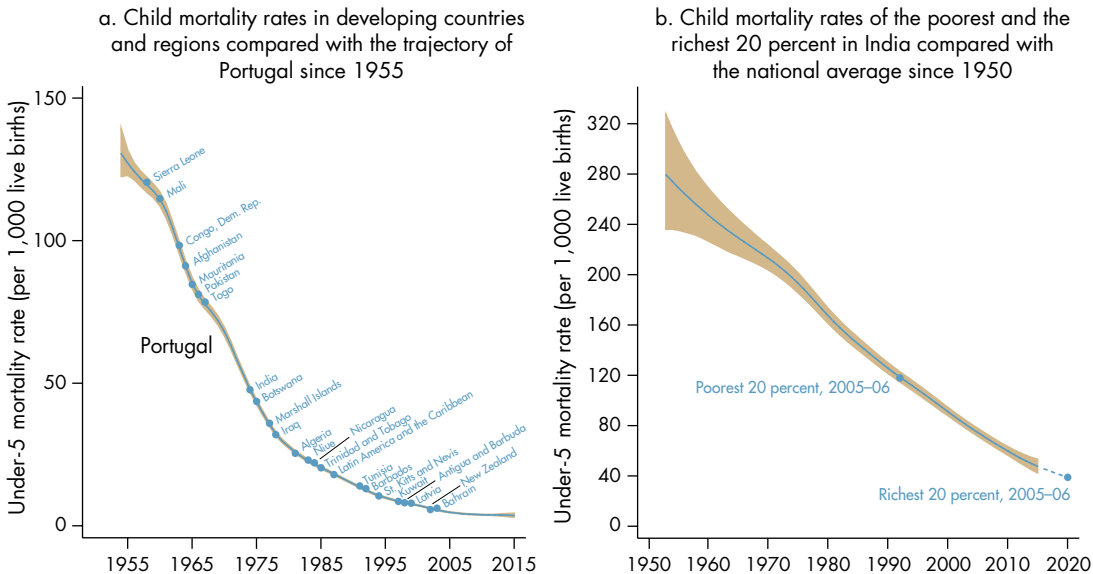 a. Child mortality rates in developing countries
and regions compared with the trajectory of
Portugal since 1955
Under-5 mortality rate (per 1,000 live births)
150
100
50
0
Sierra Leone
Mali
Congo, Dem. Rep.
Afghanistan
Mauritania
Pakistan
Togo
Portugal
India
Botswana
Marshall Islands
Iraq
Algeria
Niue
Nicaragua
Trinidad and Tobago
Latin America and the Caribbean
Tunisia
Barbados
St. Kitts and Nevis
Kuwait
Antigua and Barbuda
Latvia
New Zealand
Bahrain
1955 1965 1975 1985 1995 2005 2015
b. Child mortality rates of the poorest and the
richest 20 percent in India compared with
the national average since 1950
Under-5 mortality rate (per 1,000 live births)
320
280
240
200
160
120
80
40
0
Poorest 20 percent, 2005–06
Richest 20 percent, 2005–06
1950 1960 1970 1980 1990 2000 2010 2020